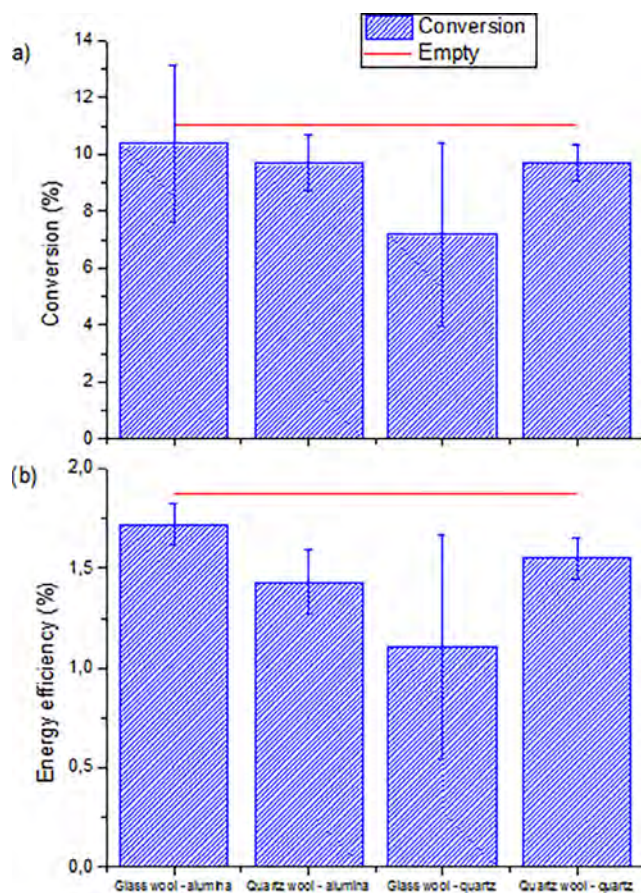 Conversion
Empty
a)
14
12
10
8
6
4
2
0
Conversion (%)
(b)
2,0
1,5
1,0
0,5
0,0
Energy efficiency (%)
Glass wool - alumina Quartz wool - alumina Glass wool - quartz Quartz wool - quartz